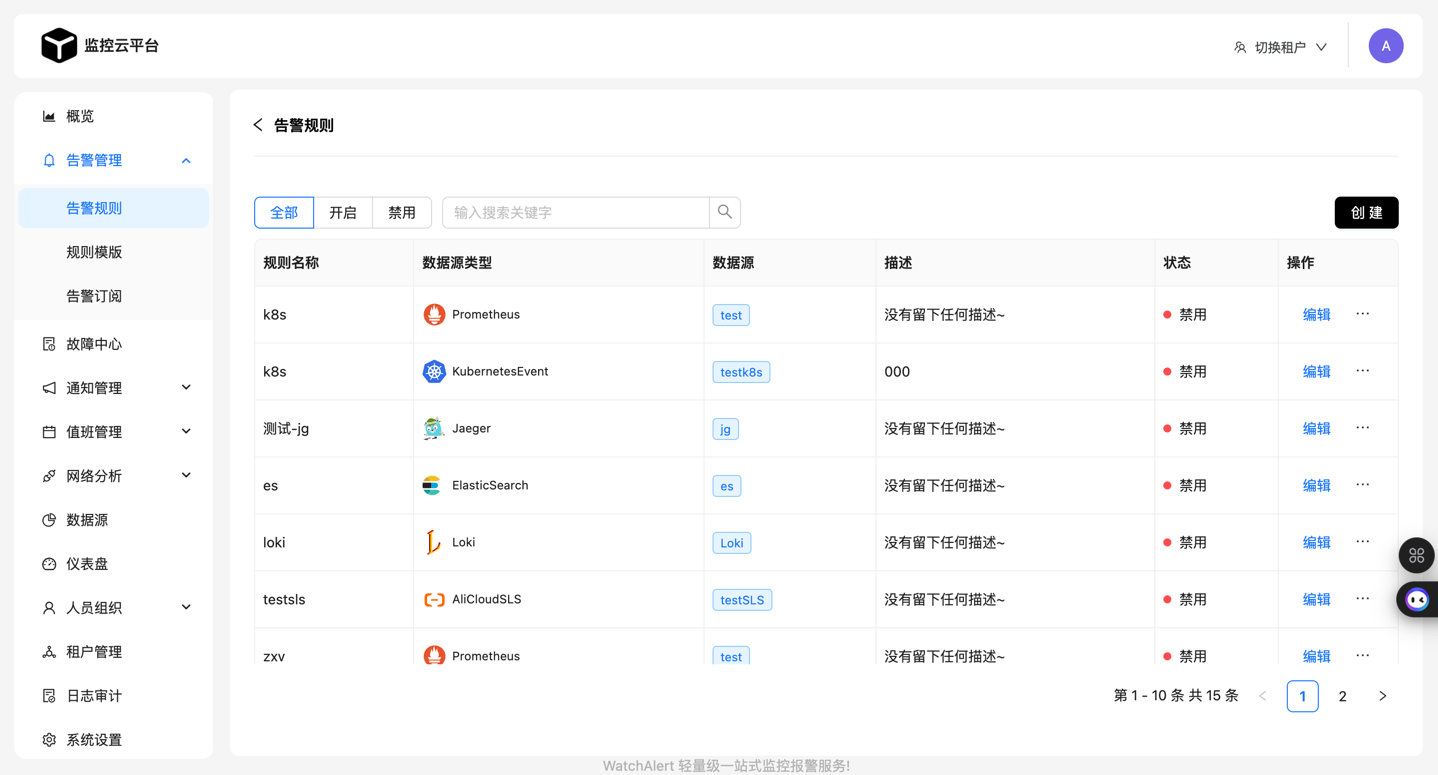 监控云平台
切换租户
A
概览
告警管理
告警规则
规则模版
告警订阅
故障中心
通知管理
值班管理
网络分析
数据源
仪表盘
人员组织
租户管理
日志审计
系统设置
告警规则
全部 开启 禁用 输入搜索关键字 创 建
规则名称 数据源类型 数据源 描述 状态 操作
k8s Prometheus test 没有留下任何描述~ 禁用 编辑 ···
k8s KubernetesEvent testk8s 000 禁用 编辑 ···
测试-jg Jaeger jg 没有留下任何描述~ 禁用 编辑 ···
es ElasticSearch es 没有留下任何描述~ 禁用 编辑 ···
loki Loki Loki 没有留下任何描述~ 禁用 编辑 ···
testsls AliCloudSLS testSLS 没有留下任何描述~ 禁用 编辑 ···
zxv Prometheus test 没有留下任何描述~ 禁用 编辑 ···
第 1 - 10 条 共 15 条 < 1 2 >
WatchAlert 轻量级一站式监控报警服务!